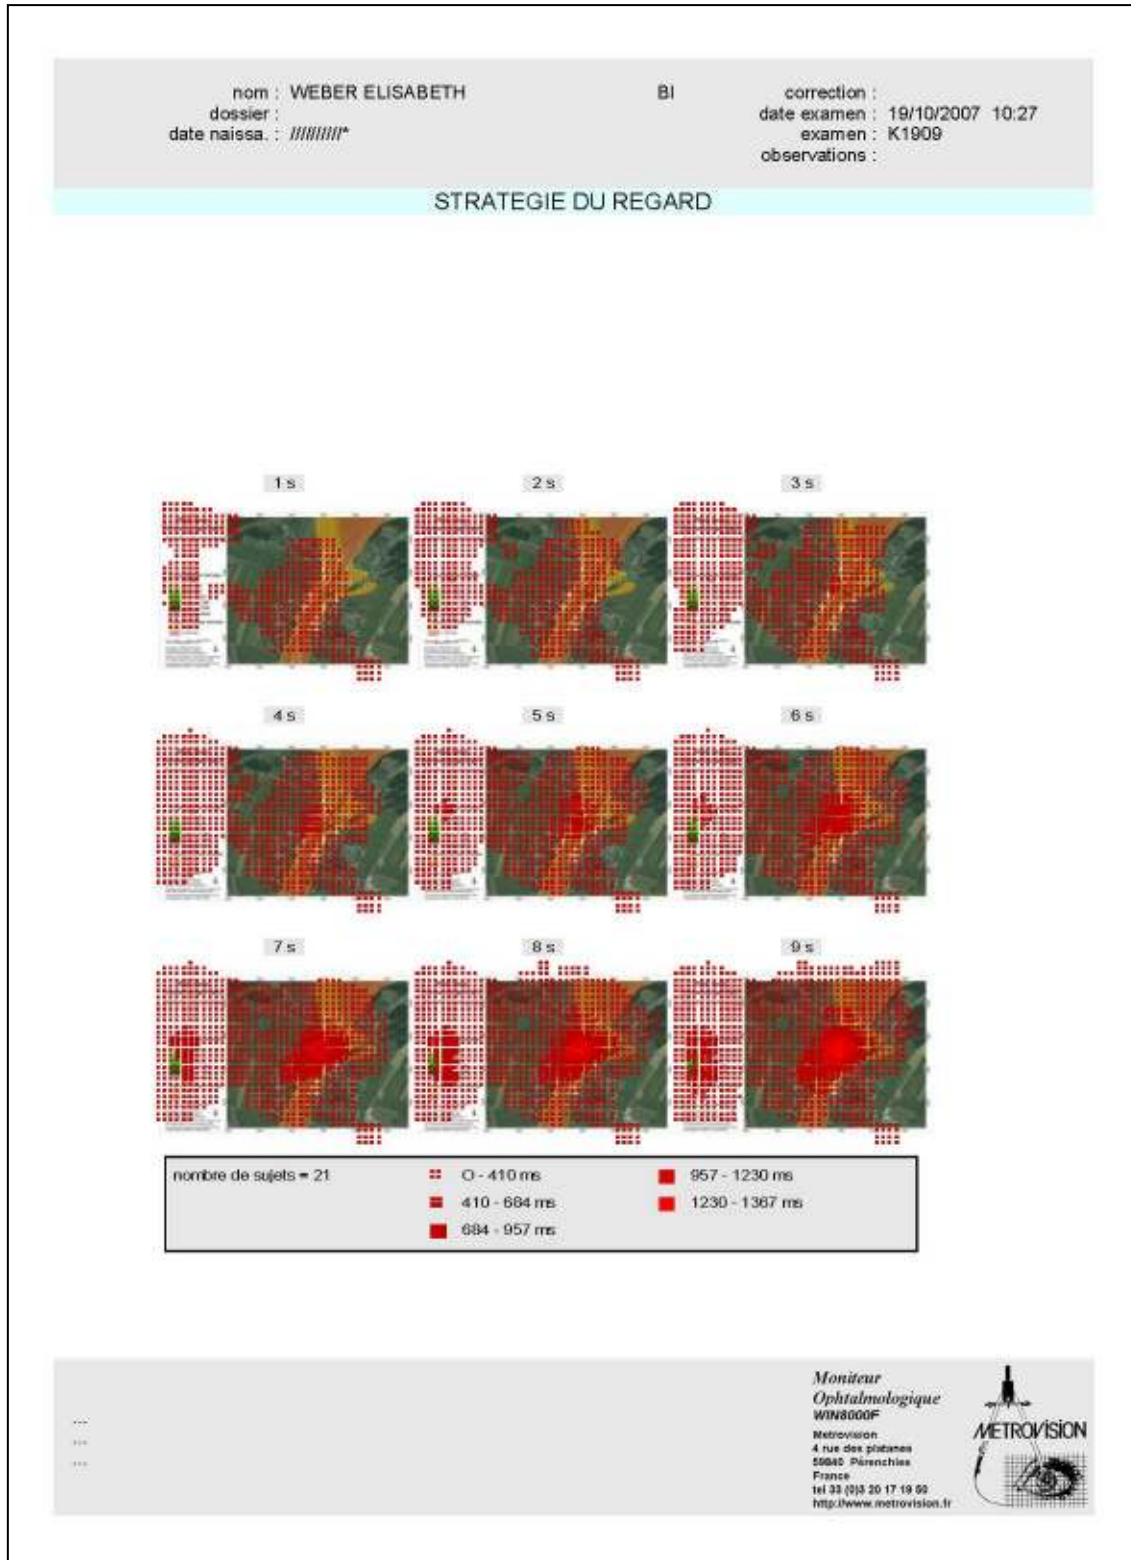 nom : WEBER ELISABETH
dossier :
date naissa. : //////////*
BI
correction :
date examen : 19/10/2007 10:27
examen : K1909
observations :
STRATEGIE DU REGARD
1 s
2 s
3 s
4 s
5 s
6 s
7 s
8 s
9 s
nombre de sujets = 21
O - 410 ms
410 - 684 ms
684 - 957 ms
957 - 1230 ms
1230 - 1367 ms
---
---
---
Moniteur
Ophtalmologique
WIN8000F
Metrovision
4 rue des platanes
59840 Pérenchies
France
tel 33 (0)3 20 17 19 50
http://www.metrovision.fr
METROVISION